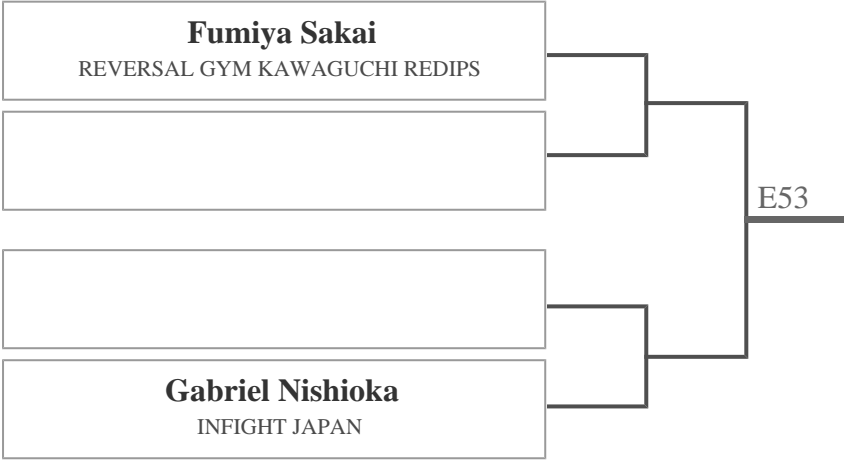 Fumiya Sakai
REVERSAL GYM KAWAGUCHI REDIPS
E53
Gabriel Nishioka
INFIGHT JAPAN